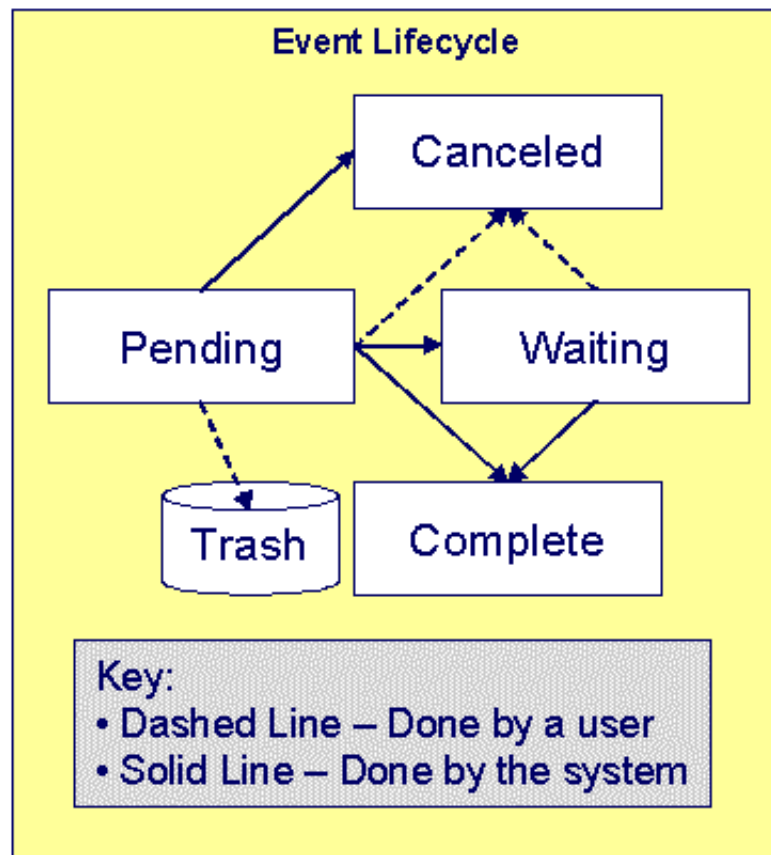 Event Lifecycle
Canceled
Pending
Waiting
Trash
Complete
Key:
• Dashed Line – Done by a user
• Solid Line – Done by the system